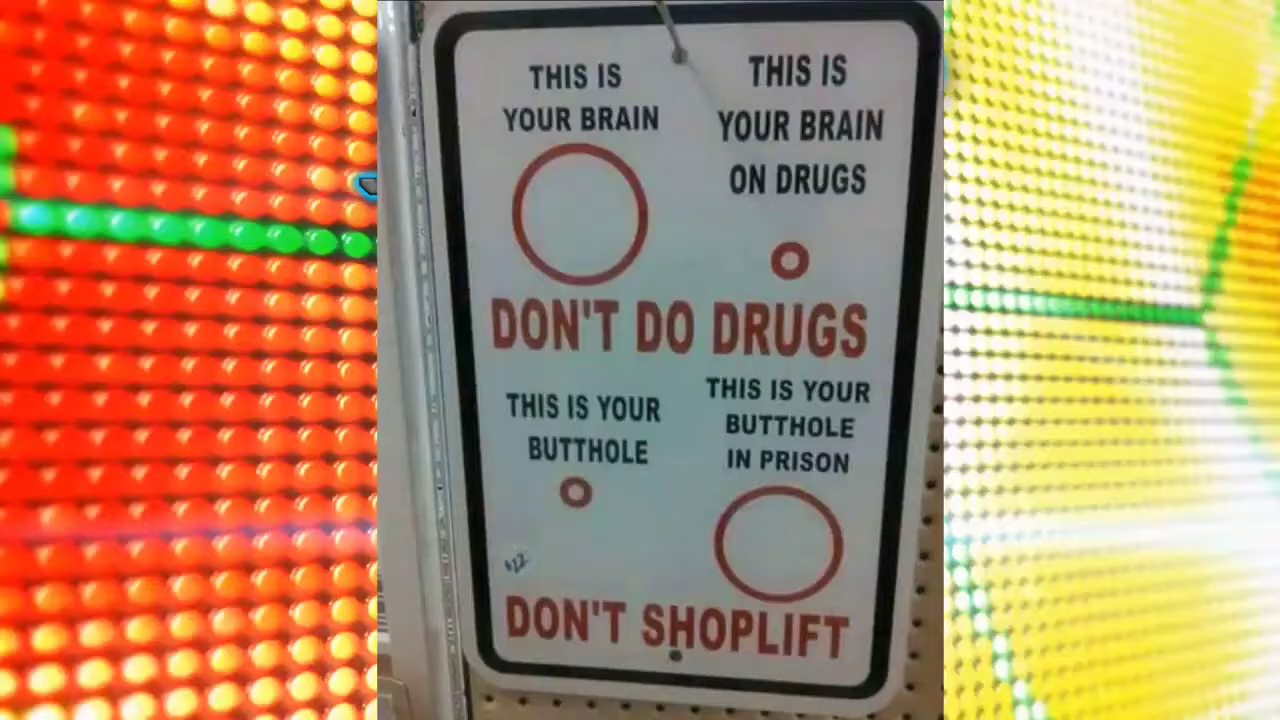 THIS IS
YOUR BRAIN
THIS IS
YOUR BRAIN
ON DRUGS
DON'T DO DRUGS
THIS IS YOUR
BUTTHOLE
THIS IS YOUR
BUTTHOLE
IN PRISON
DON'T SHOPLIFT